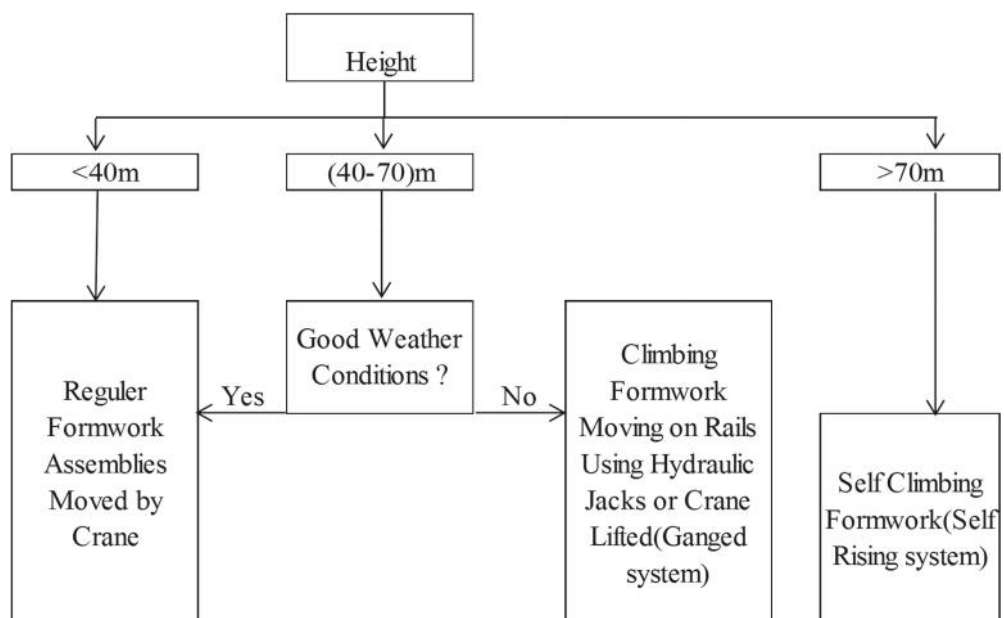 Height
<40m
(40-70)m
>70m
Good Weather
Conditions ?
Yes
No
Reguler
Formwork
Assemblies
Moved by
Crane
Climbing
Formwork
Moving on Rails
Using Hydraulic
Jacks or Crane
Lifted(Ganged
system)
Self Climbing
Formwork(Self
Rising system)